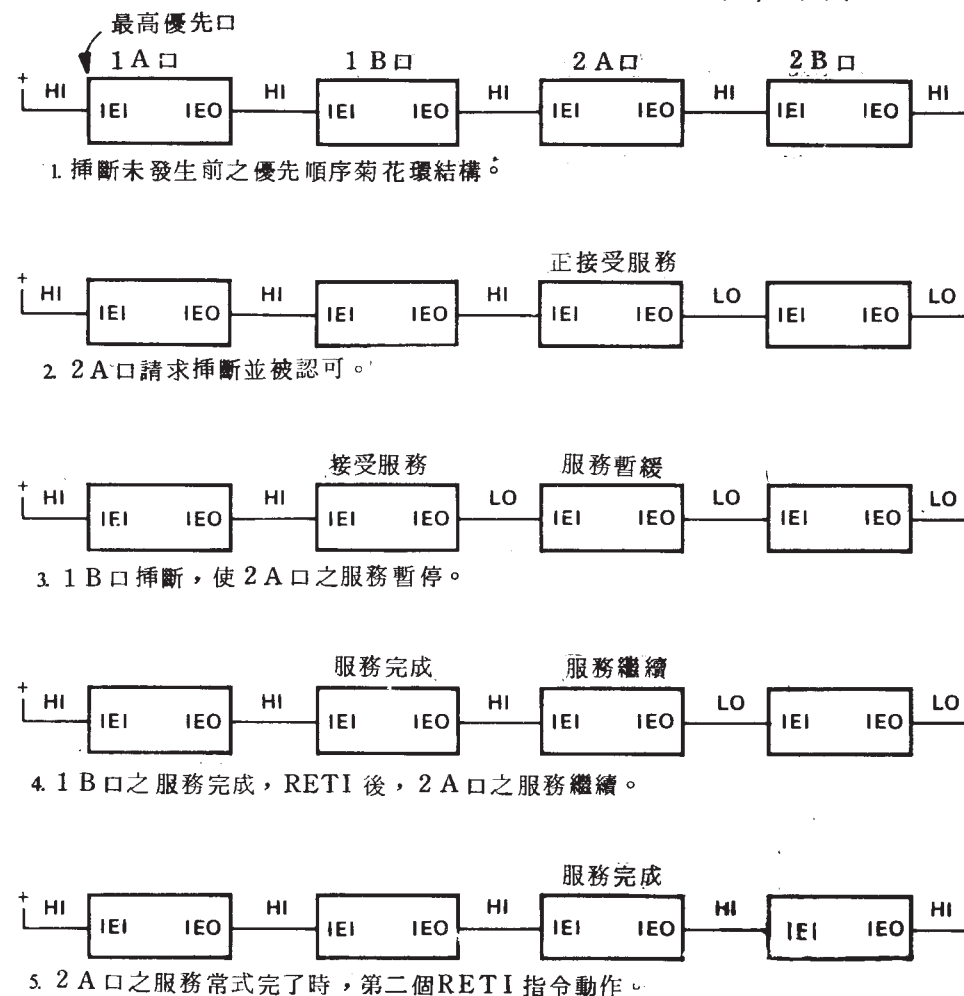 最高優先口
1A口 1B口 2A口 2B口
+ HI HI HI HI HI
IEI IEO IEI IEO IEI IEO IEI IEO
1. 揷斷未發生前之優先順序菊花環結構。
正接受服務
+ HI HI HI LO LO
IEI IEO IEI IEO IEI IEO IEI IEO
2. 2A口請求揷斷並被認可。
接受服務 服務暫緩
+ HI HI LO LO LO
IEI IEO IEI IEO IEI IEO IEI IEO
3. 1B口揷斷，使2A口之服務暫停。
服務完成 服務繼續
+ HI HI HI LO LO
IEI IEO IEI IEO IEI IEO IEI IEO
4. 1B口之服務完成，RETI後，2A口之服務繼續。
服務完成
+ HI HI HI HI HI
IEI IEO IEI IEO IEI IEO IEI IEO
5. 2A口之服務常式完了時，第二個RETI指令動作。